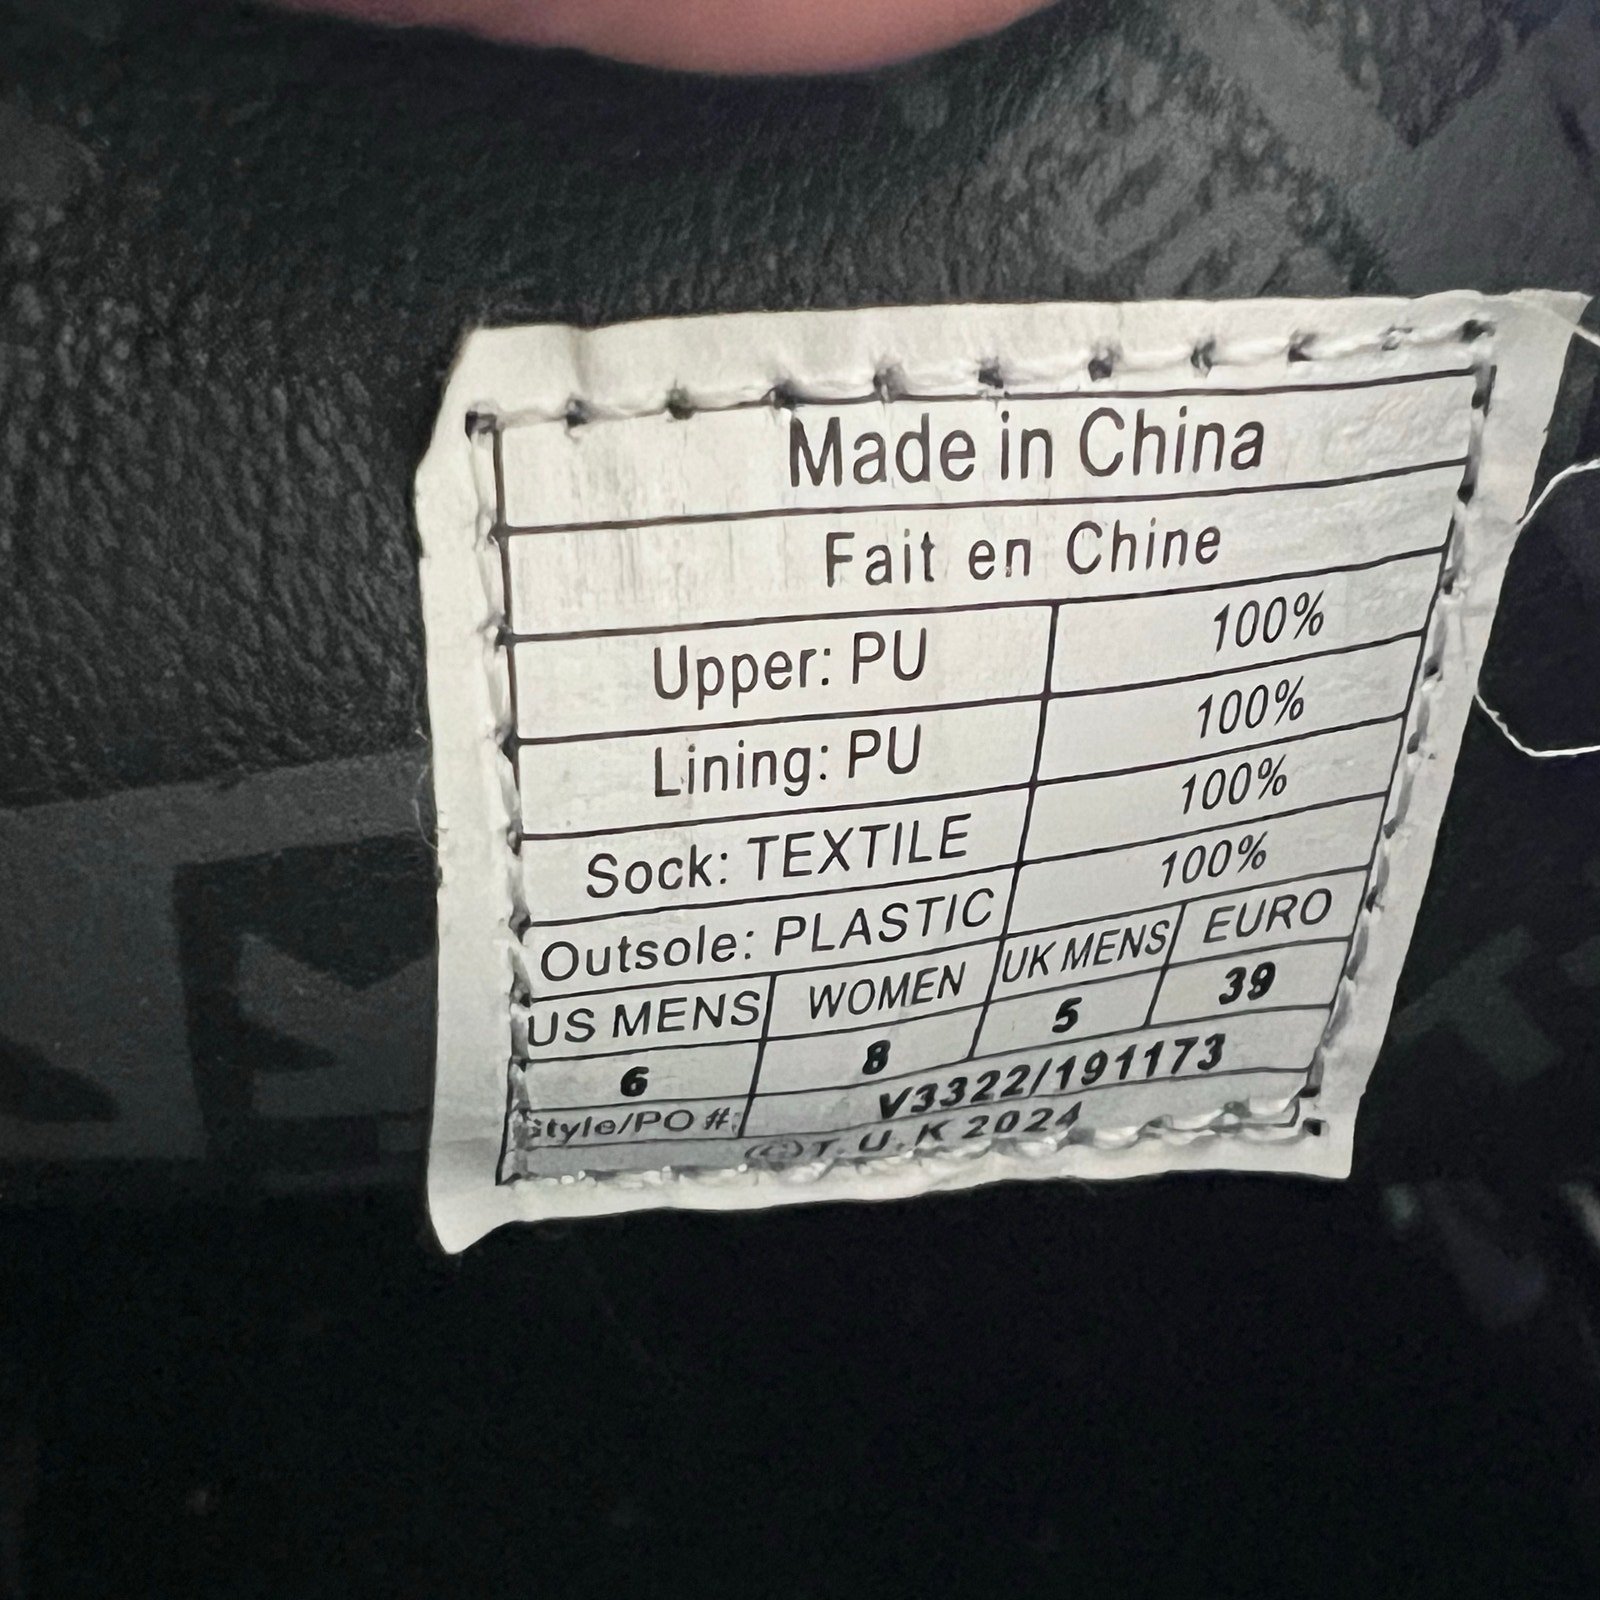 Made in China
Fait en Chine
Upper: PU 100%
Lining: PU 100%
Sock: TEXTILE 100%
Outsole: PLASTIC 100%
US MENS WOMEN UK MENS EURO
6 8 5 39
Style/PO #: V3322/191173
(C)T.U.K 2024